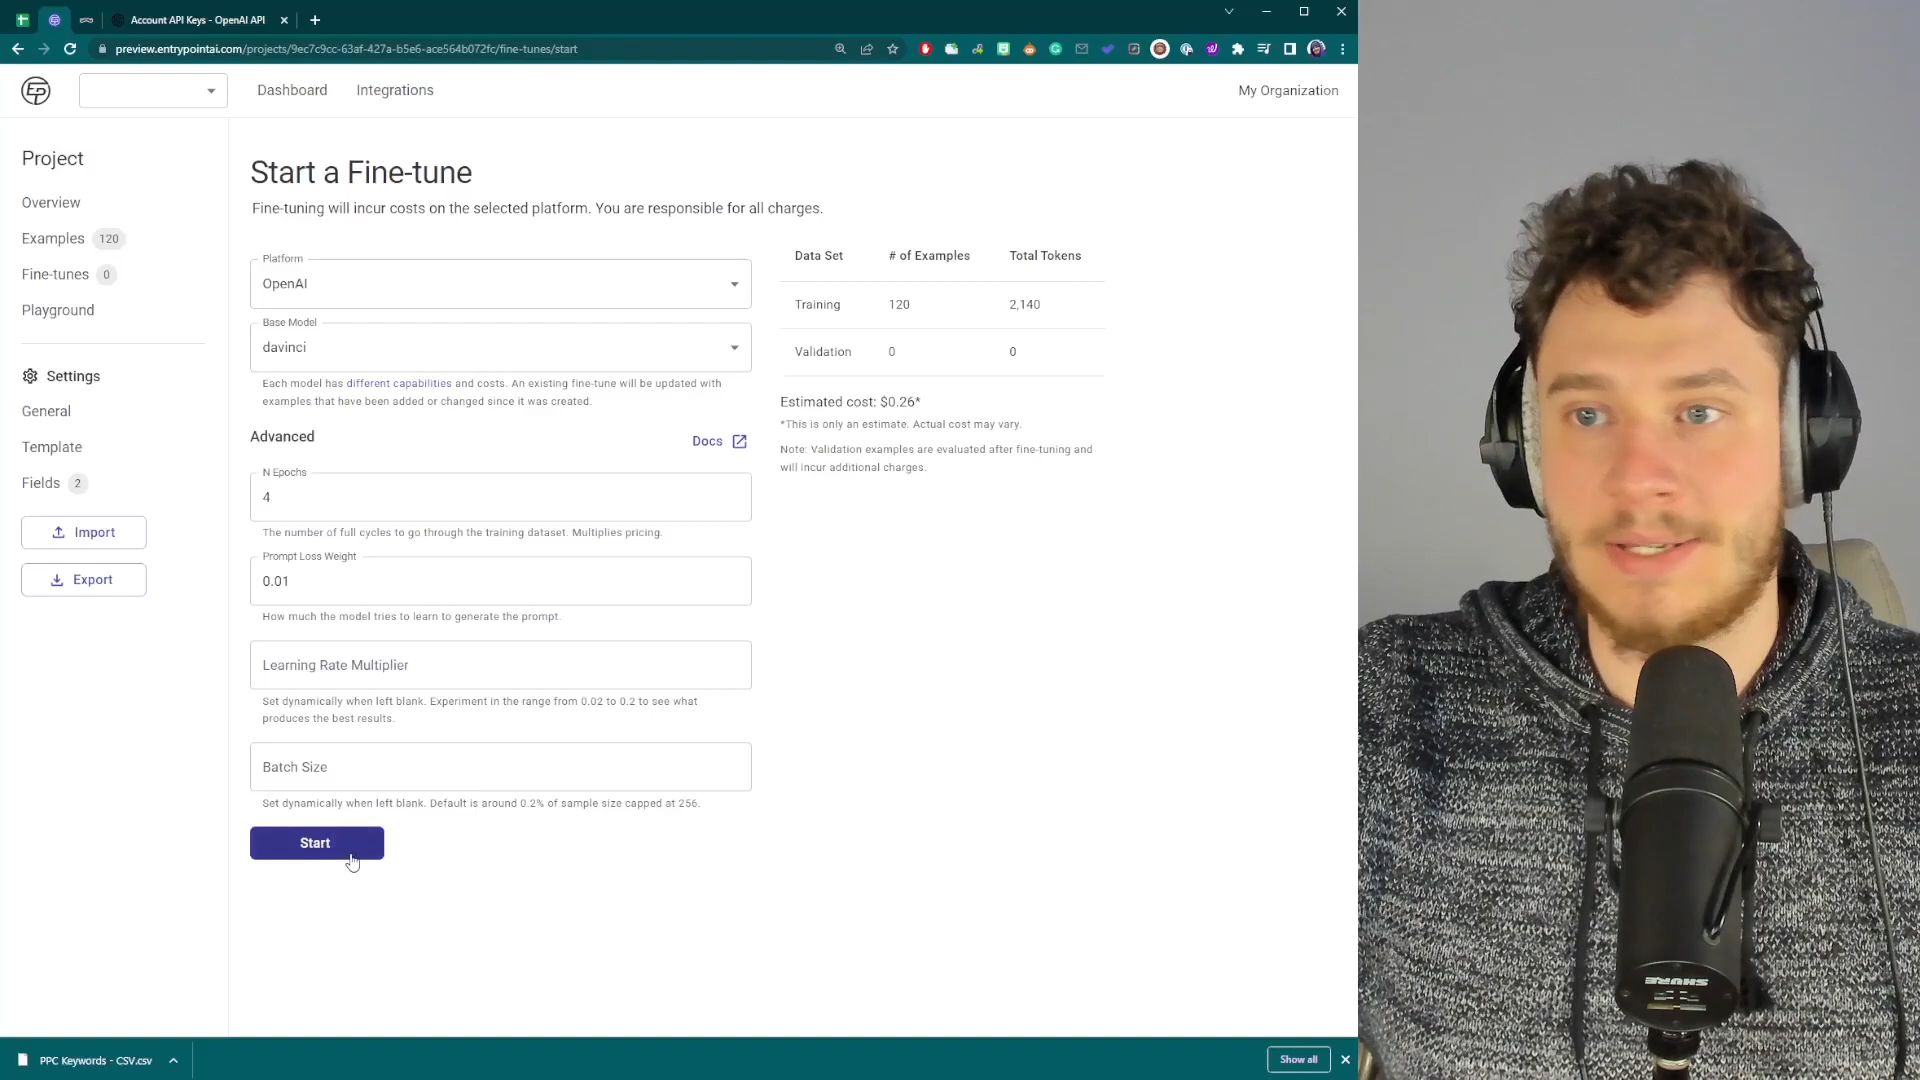 Account API Keys - OpenAI API
preview.entrypointai.com/projects/9ec7c9cc-63af-427a-b5e6-ace564b072fc/fine-tunes/start
EP
Dashboard
Integrations
My Organization
Project
Overview
Examples 120
Fine-tunes 0
Playground
Settings
General
Template
Fields 2
Import
Export
Start a Fine-tune
Fine-tuning will incur costs on the selected platform. You are responsible for all charges.
Platform
OpenAI
Base Model
davinci
Each model has different capabilities and costs. An existing fine-tune will be updated with
examples that have been added or changed since it was created.
Advanced
Docs
N Epochs
4
The number of full cycles to go through the training dataset. Multiplies pricing.
Prompt Loss Weight
0.01
How much the model tries to learn to generate the prompt.
Learning Rate Multiplier
Set dynamically when left blank. Experiment in the range from 0.02 to 0.2 to see what
produces the best results.
Batch Size
Set dynamically when left blank. Default is around 0.2% of sample size capped at 256.
Start
Data Set # of Examples Total Tokens
Training 120 2,140
Validation 0 0
Estimated cost: $0.26*
*This is only an estimate. Actual cost may vary.
Note: Validation examples are evaluated after fine-tuning and
will incur additional charges.
PPC Keywords - CSV.csv
Show all
SHURE